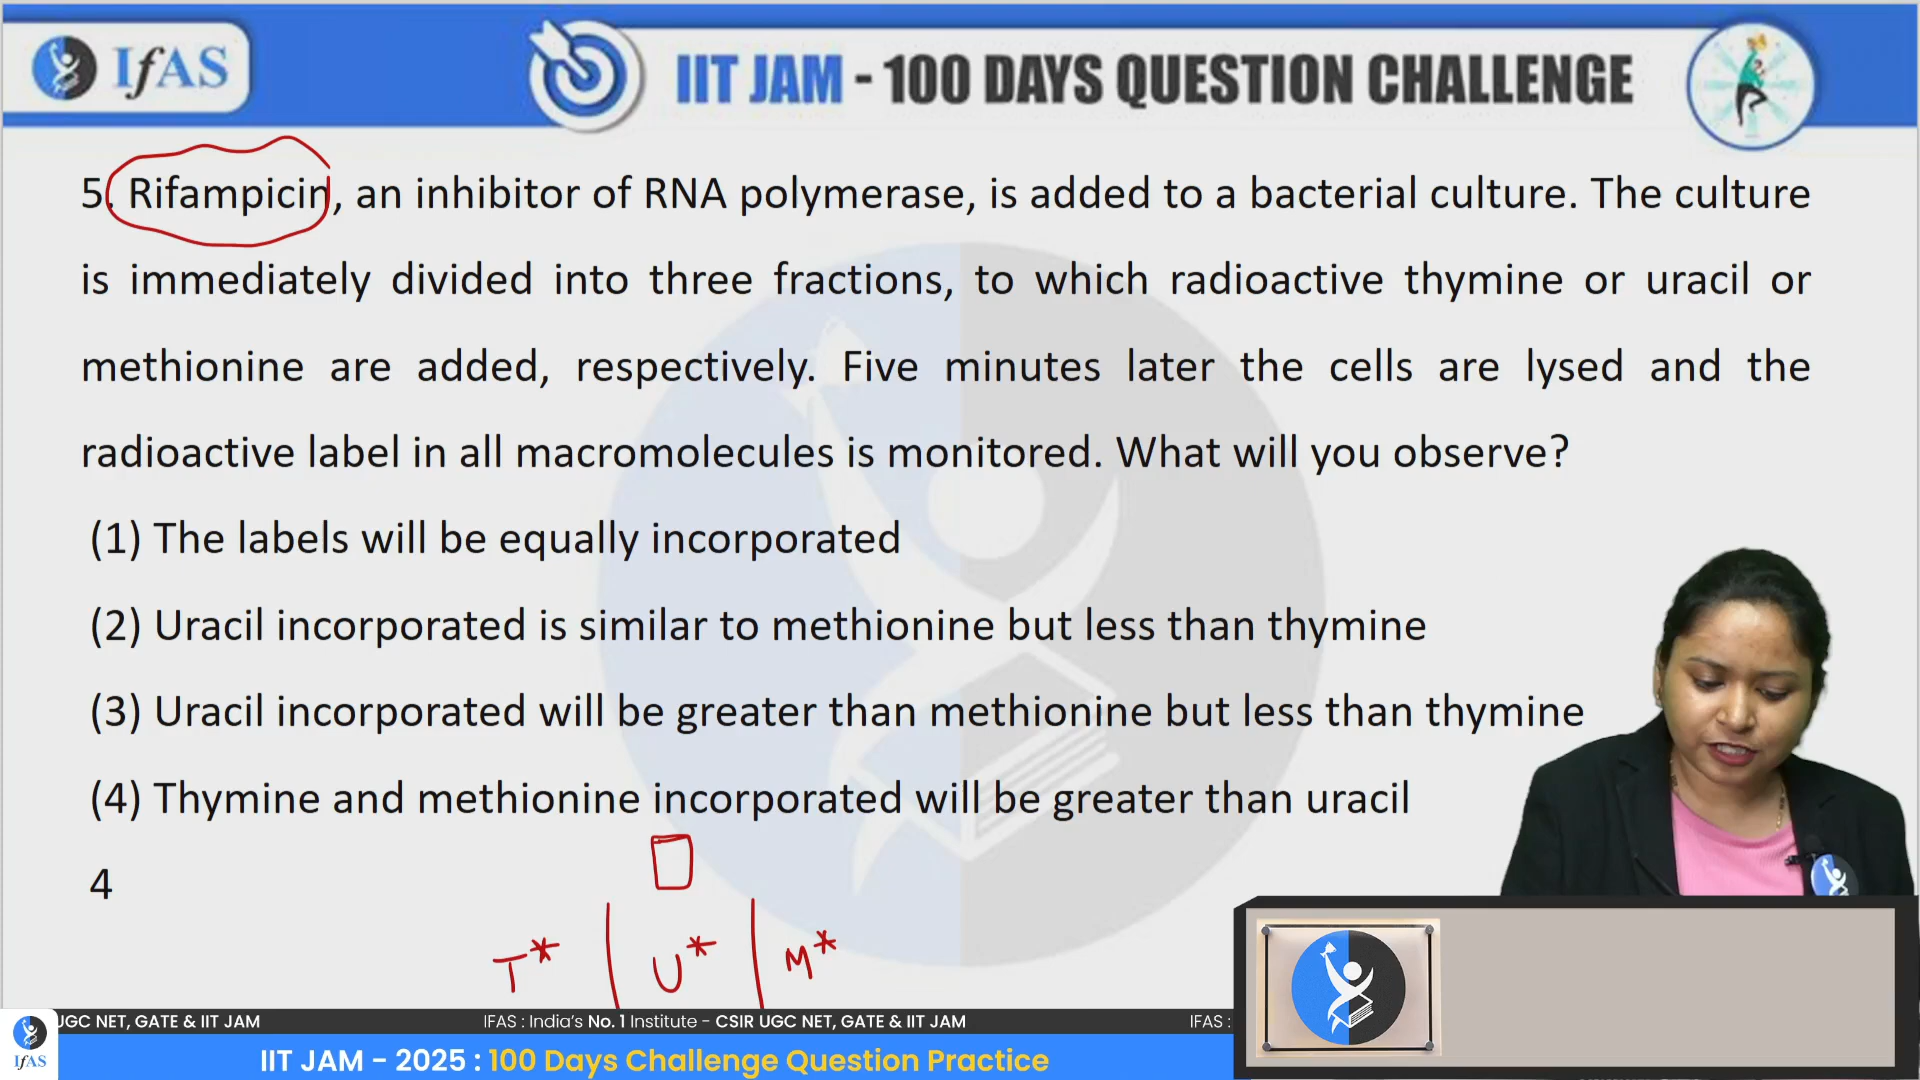 IfAS
IIT JAM - 100 DAYS QUESTION CHALLENGE
5. Rifampicin, an inhibitor of RNA polymerase, is added to a bacterial culture. The culture
is immediately divided into three fractions, to which radioactive thymine or uracil or
methionine are added, respectively. Five minutes later the cells are lysed and the
radioactive label in all macromolecules is monitored. What will you observe?
(1) The labels will be equally incorporated
(2) Uracil incorporated is similar to methionine but less than thymine
(3) Uracil incorporated will be greater than methionine but less than thymine
(4) Thymine and methionine incorporated will be greater than uracil
4
T* | U* | M*
UGC NET, GATE & IIT JAM
IFAS : India's No. 1 Institute - CSIR UGC NET, GATE & IIT JAM
IFAS :
IfAS
IIT JAM - 2025 : 100 Days Challenge Question Practice